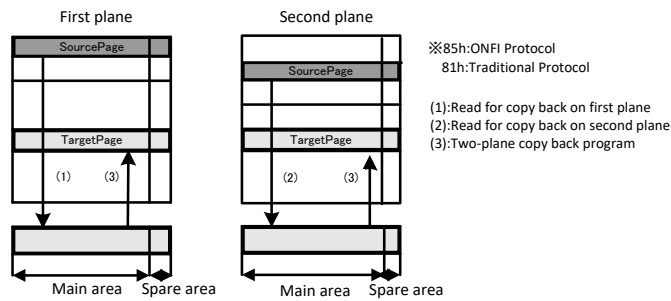 First plane
SourcePage
TargetPage
(1)
(3)
Main area
Spare area
Second plane
SourcePage
TargetPage
(2)
(3)
Main area
Spare area
※85h:ONFI Protocol
81h:Traditional Protocol
(1):Read for copy back on first plane
(2):Read for copy back on second plane
(3):Two-plane copy back program